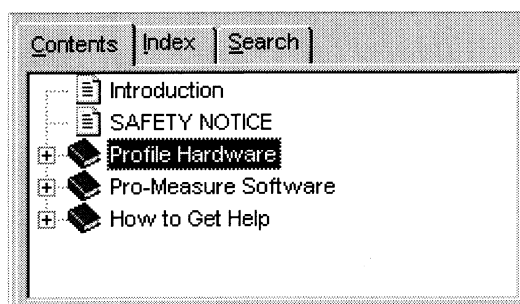 Contents Index Search
Introduction
SAFETY NOTICE
Profile Hardware
Pro-Measure Software
How to Get Help